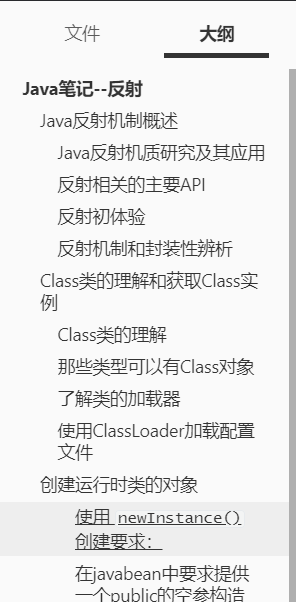 文件 大纲
Java笔记--反射
Java反射机制概述
Java反射机质研究及其应用
反射相关的主要API
反射初体验
反射机制和封装性辨析
Class类的理解和获取Class实
例
Class类的理解
那些类型可以有Class对象
了解类的加载器
使用ClassLoader加载配置
文件
创建运行时类的对象
使用 newInstance()
创建要求：
在javabean中要求提供
一个public的空参构造